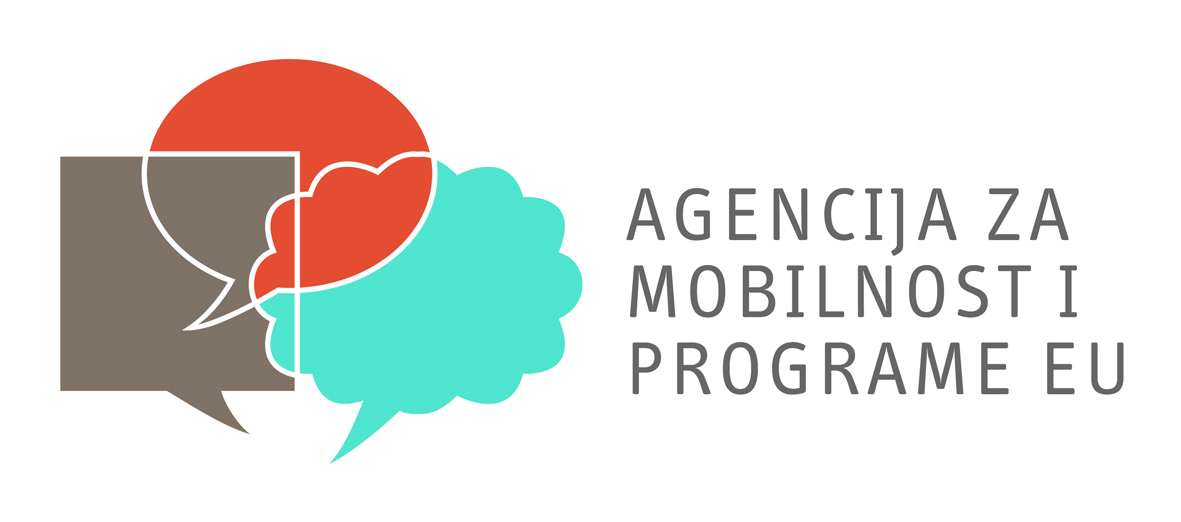 AGENCIJA ZA
MOBILNOST I
PROGRAME EU